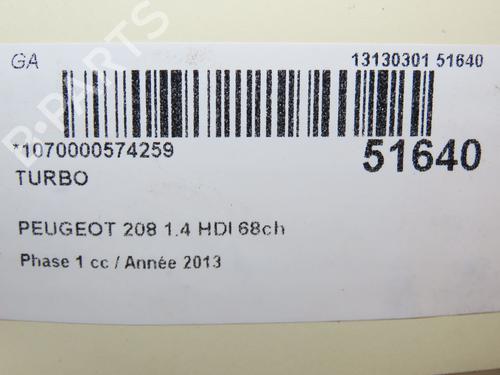 GA 13130301 51640
*1070000574259 51640
TURBO
PEUGEOT 208 1.4 HDI 68ch
Phase 1 cc / Année 2013
B-PARTS